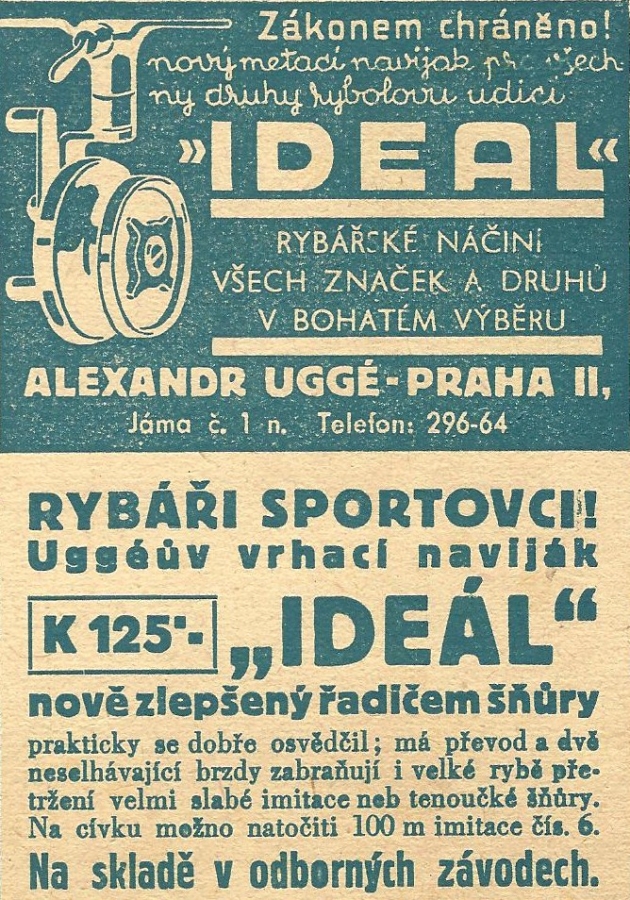 Zákonem chráněno!
nový metací navijak pro všech-
ny druhy rybolovu udicí
»IDEAL«
RYBÁŘSKÉ NÁČINÍ
VŠECH ZNAČEK A DRUHŮ
V BOHATÉM VÝBĚRU
ALEXANDR UGGÉ-PRAHA II,
Jáma č. 1 n. Telefon: 296-64
RYBÁŘI SPORTOVCI!
Uggéův vrhací naviják
K 125'- „IDEÁL“
nově zlepšený řadičem šňůry
prakticky se dobře osvědčil; má převod a dvě
neselhávající brzdy zabraňují i velké rybě pře-
tržení velmi slabé imitace neb tenoučké šňůry.
Na cívku možno natočiti 100 m imitace čís. 6.
Na skladě v odborných závodech.